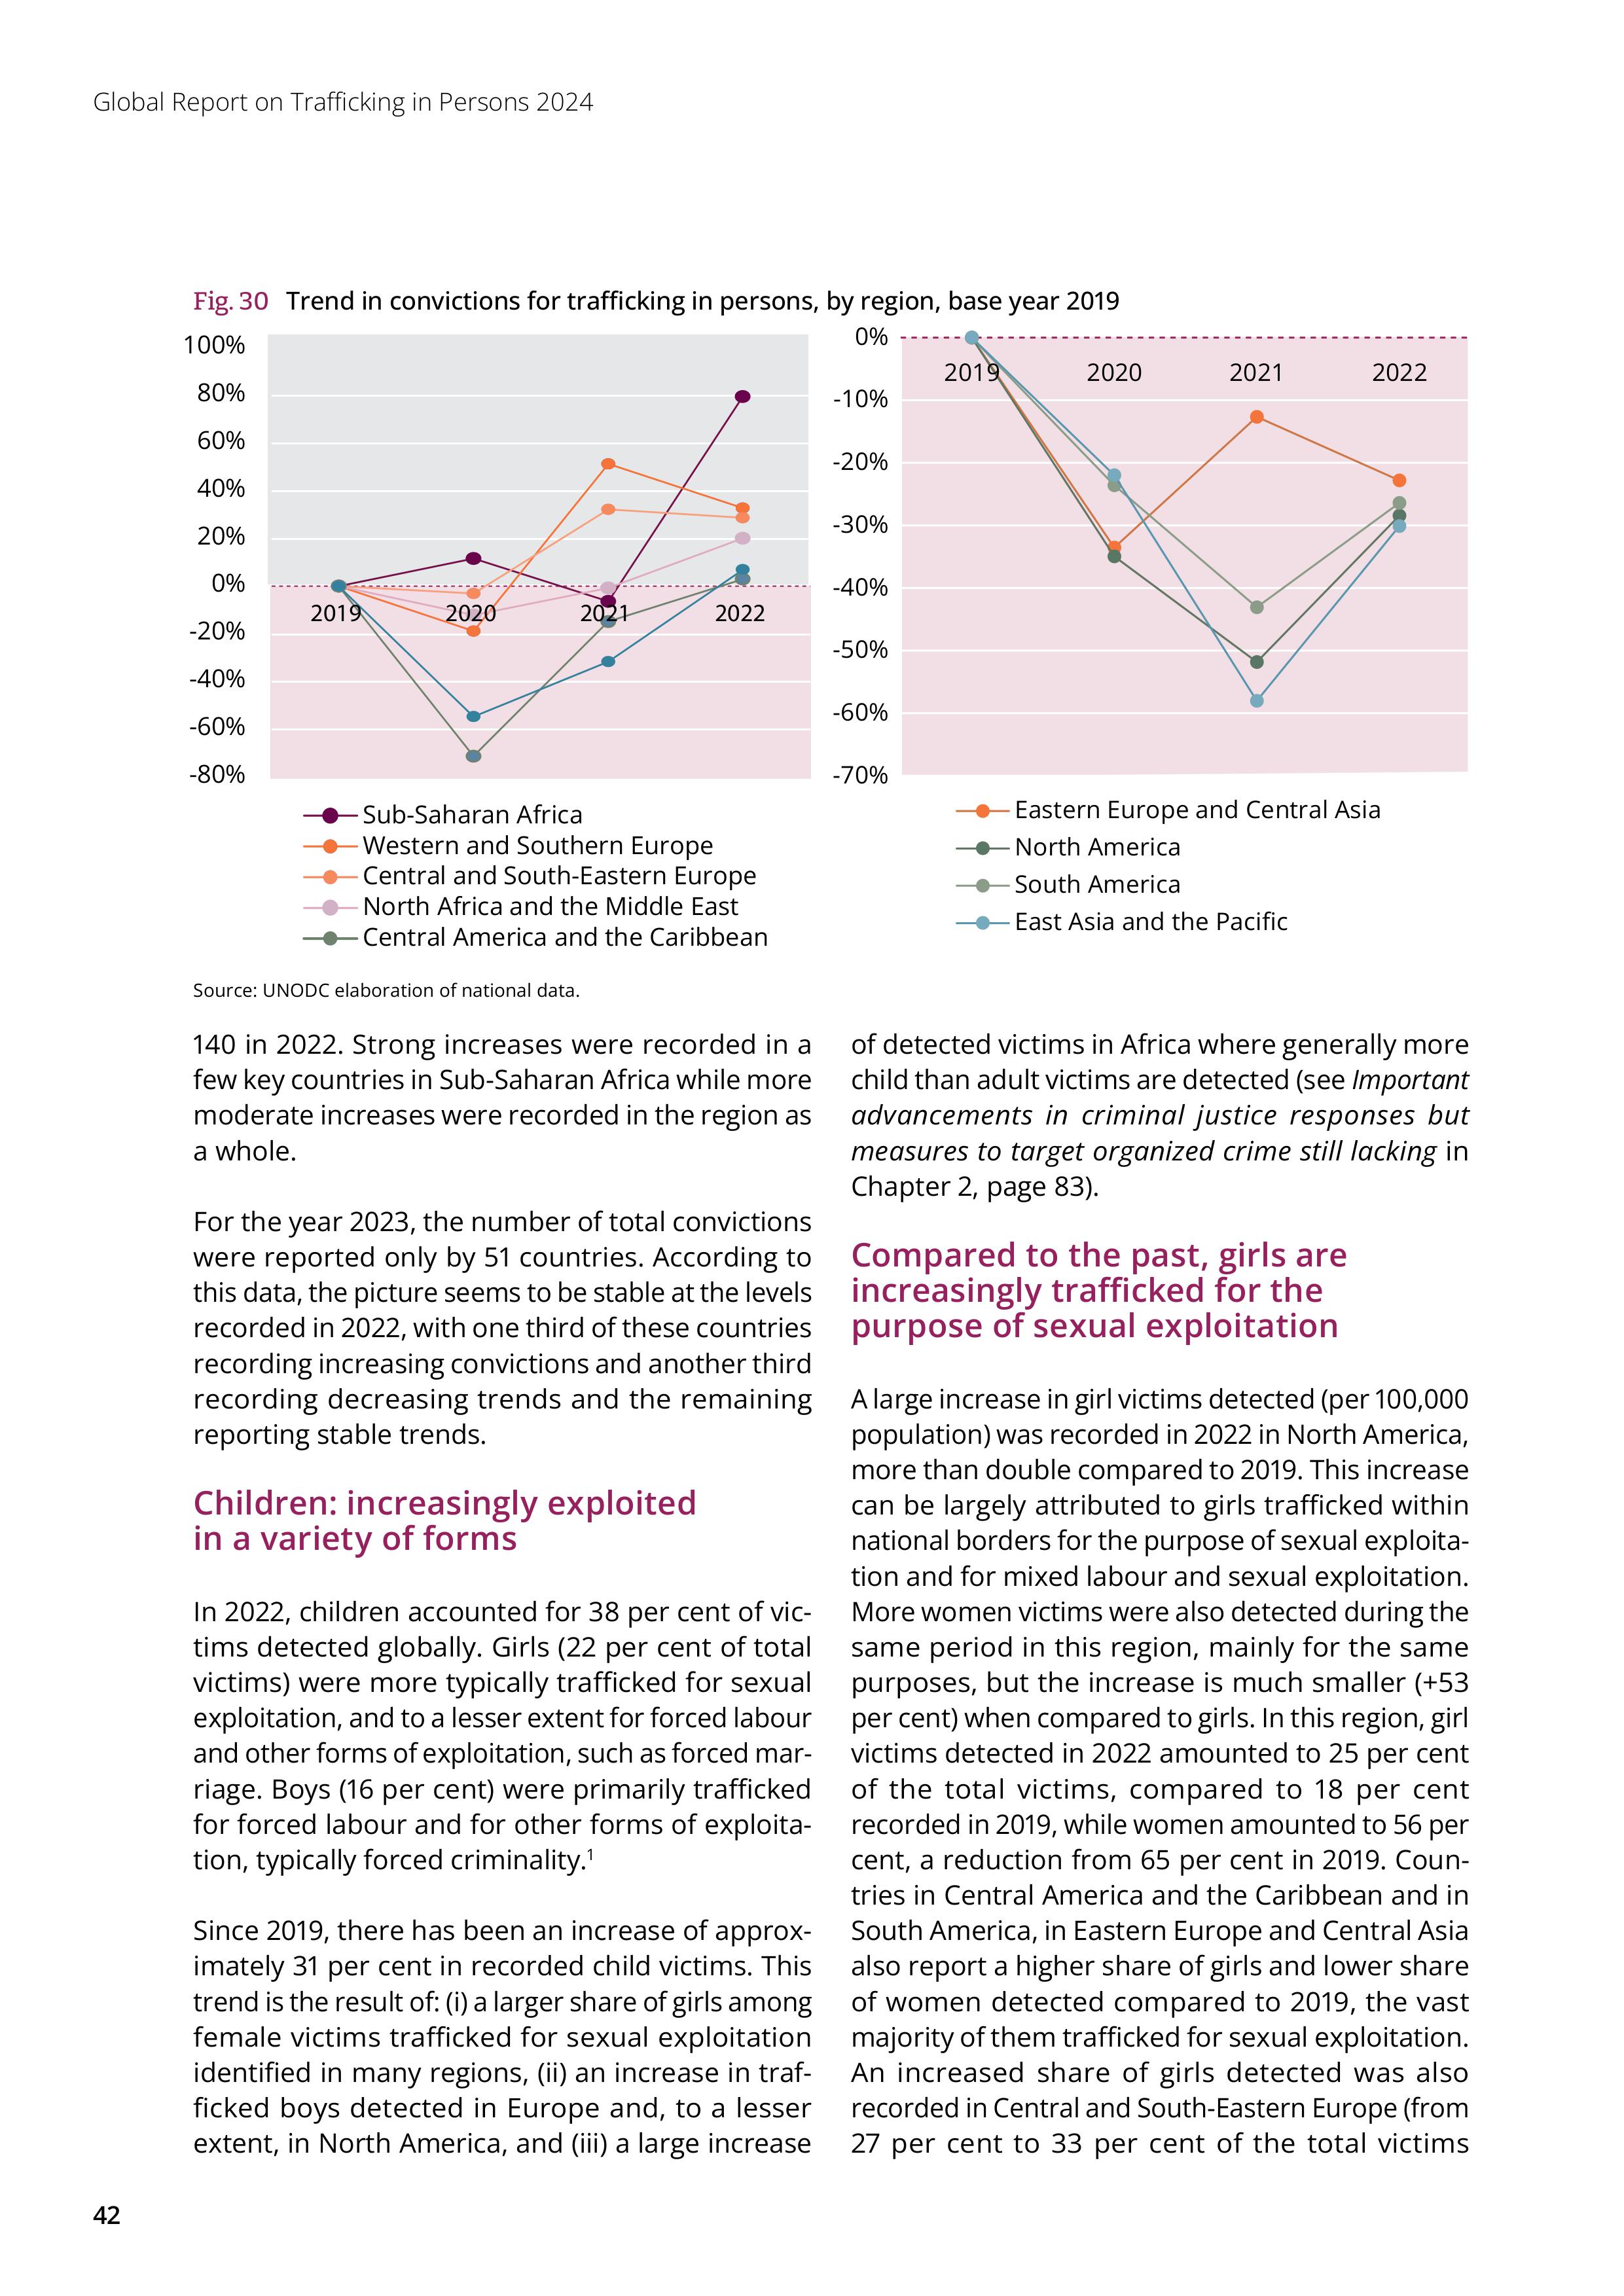 Global Report on Trafficking in Persons 2024
Fig. 30 Trend in convictions for trafficking in persons, by region, base year 2019
100%
80%
60%
40%
20%
0%
-20%
-40%
-60%
-80%
2019 2020 2021 2022
Sub-Saharan Africa
Western and Southern Europe
Central and South-Eastern Europe
North Africa and the Middle East
Central America and the Caribbean
0%
-10%
-20%
-30%
-40%
-50%
-60%
-70%
2019 2020 2021 2022
Eastern Europe and Central Asia
North America
South America
East Asia and the Pacific
Source: UNODC elaboration of national data.
140 in 2022. Strong increases were recorded in a
few key countries in Sub-Saharan Africa while more
moderate increases were recorded in the region as
a whole.
For the year 2023, the number of total convictions
were reported only by 51 countries. According to
this data, the picture seems to be stable at the levels
recorded in 2022, with one third of these countries
recording increasing convictions and another third
recording decreasing trends and the remaining
reporting stable trends.
Children: increasingly exploited
in a variety of forms
In 2022, children accounted for 38 per cent of vic-
tims detected globally. Girls (22 per cent of total
victims) were more typically trafficked for sexual
exploitation, and to a lesser extent for forced labour
and other forms of exploitation, such as forced mar-
riage. Boys (16 per cent) were primarily trafficked
for forced labour and for other forms of exploita-
tion, typically forced criminality.1
Since 2019, there has been an increase of approx-
imately 31 per cent in recorded child victims. This
trend is the result of: (i) a larger share of girls among
female victims trafficked for sexual exploitation
identified in many regions, (ii) an increase in traf-
ficked boys detected in Europe and, to a lesser
extent, in North America, and (iii) a large increase
of detected victims in Africa where generally more
child than adult victims are detected (see Important
advancements in criminal justice responses but
measures to target organized crime still lacking in
Chapter 2, page 83).
Compared to the past, girls are
increasingly trafficked for the
purpose of sexual exploitation
A large increase in girl victims detected (per 100,000
population) was recorded in 2022 in North America,
more than double compared to 2019. This increase
can be largely attributed to girls trafficked within
national borders for the purpose of sexual exploita-
tion and for mixed labour and sexual exploitation.
More women victims were also detected during the
same period in this region, mainly for the same
purposes, but the increase is much smaller (+53
per cent) when compared to girls. In this region, girl
victims detected in 2022 amounted to 25 per cent
of the total victims, compared to 18 per cent
recorded in 2019, while women amounted to 56 per
cent, a reduction from 65 per cent in 2019. Coun-
tries in Central America and the Caribbean and in
South America, in Eastern Europe and Central Asia
also report a higher share of girls and lower share
of women detected compared to 2019, the vast
majority of them trafficked for sexual exploitation.
An increased share of girls detected was also
recorded in Central and South-Eastern Europe (from
27 per cent to 33 per cent of the total victims
42